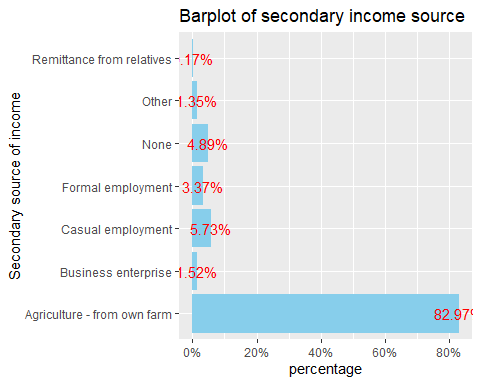 Barplot of secondary income source
Secondary source of income
Remittance from relatives
.17%
Other
1.35%
None
4.89%
Formal employment
3.37%
Casual employment
5.73%
Business enterprise
1.52%
Agriculture - from own farm
82.97%
0%
20%
40%
60%
80%
percentage